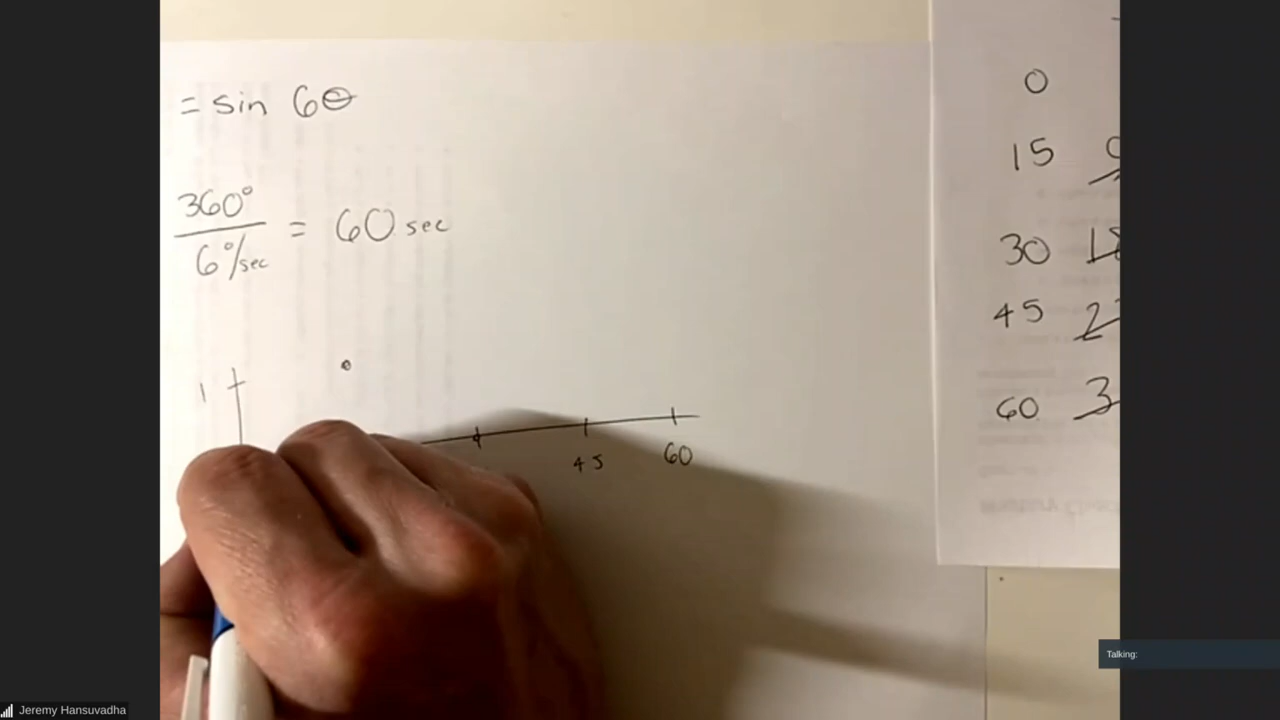 = sin 6θ
360°
6°/sec
= 60 sec
1
45
60
0
15
30
45
60
Talking:
Jeremy Hansuvadha